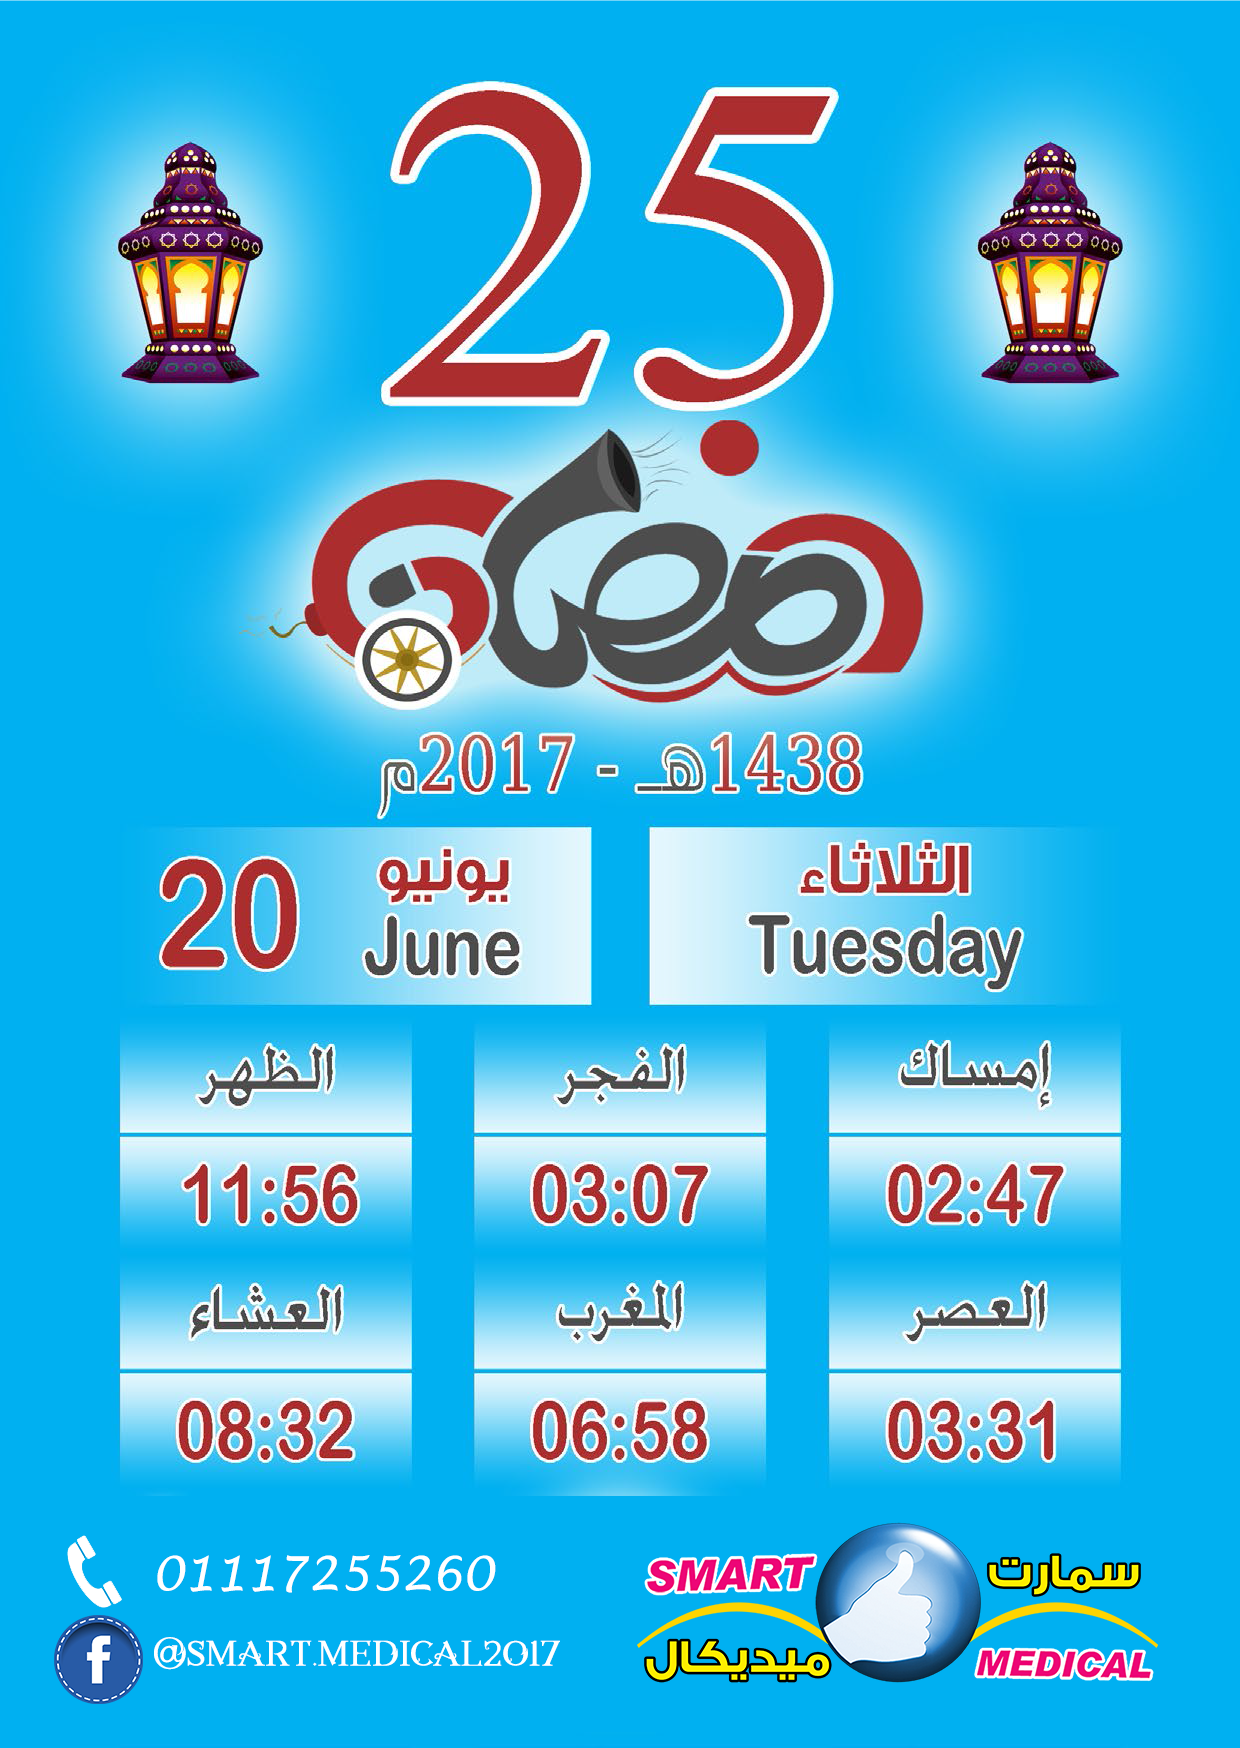 25
رمضان
1438هـ - 2017م
الثلاثاء
Tuesday
يونيو
June
20
إمساك
الفجر
الظهر
02:47
03:07
11:56
العصر
المغرب
العشاء
03:31
06:58
08:32
01117255260
@SMART.MEDICAL2017
SMART
ميديكال
سمارت
MEDICAL